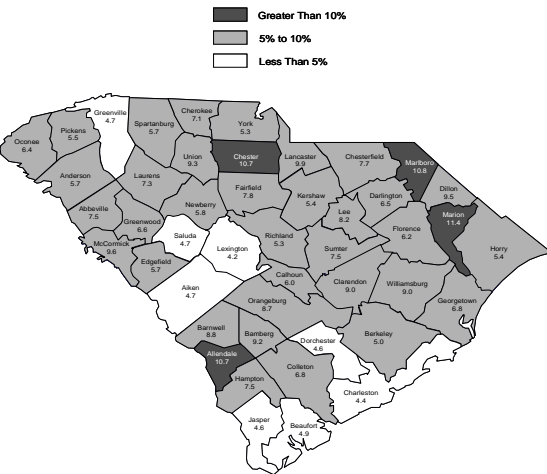 Greater Than 10%
5% to 10%
Less Than 5%
Greenville
4.7
Cherokee
7.1
Spartanburg
5.7
York
5.3
Pickens
5.5
Oconee
6.4
Union
9.3
Chester
10.7
Lancaster
9.9
Chesterfield
7.7
Marlboro
10.8
Anderson
5.7
Laurens
7.3
Fairfield
7.8
Kershaw
5.4
Darlington
6.5
Dillon
9.5
Abbeville
7.5
Greenwood
6.6
Newberry
5.8
Lee
8.2
Marion
11.4
Florence
6.2
McCormick
9.6
Saluda
4.7
Lexington
4.2
Richland
5.3
Sumter
7.5
Horry
5.4
Edgefield
5.7
Aiken
4.7
Calhoun
6.0
Clarendon
9.0
Williamsburg
9.0
Orangeburg
8.7
Georgetown
6.8
Barnwell
8.8
Bamberg
9.2
Dorchester
4.6
Berkeley
5.0
Allendale
10.7
Colleton
6.8
Hampton
7.5
Charleston
4.4
Jasper
4.6
Beaufort
4.9